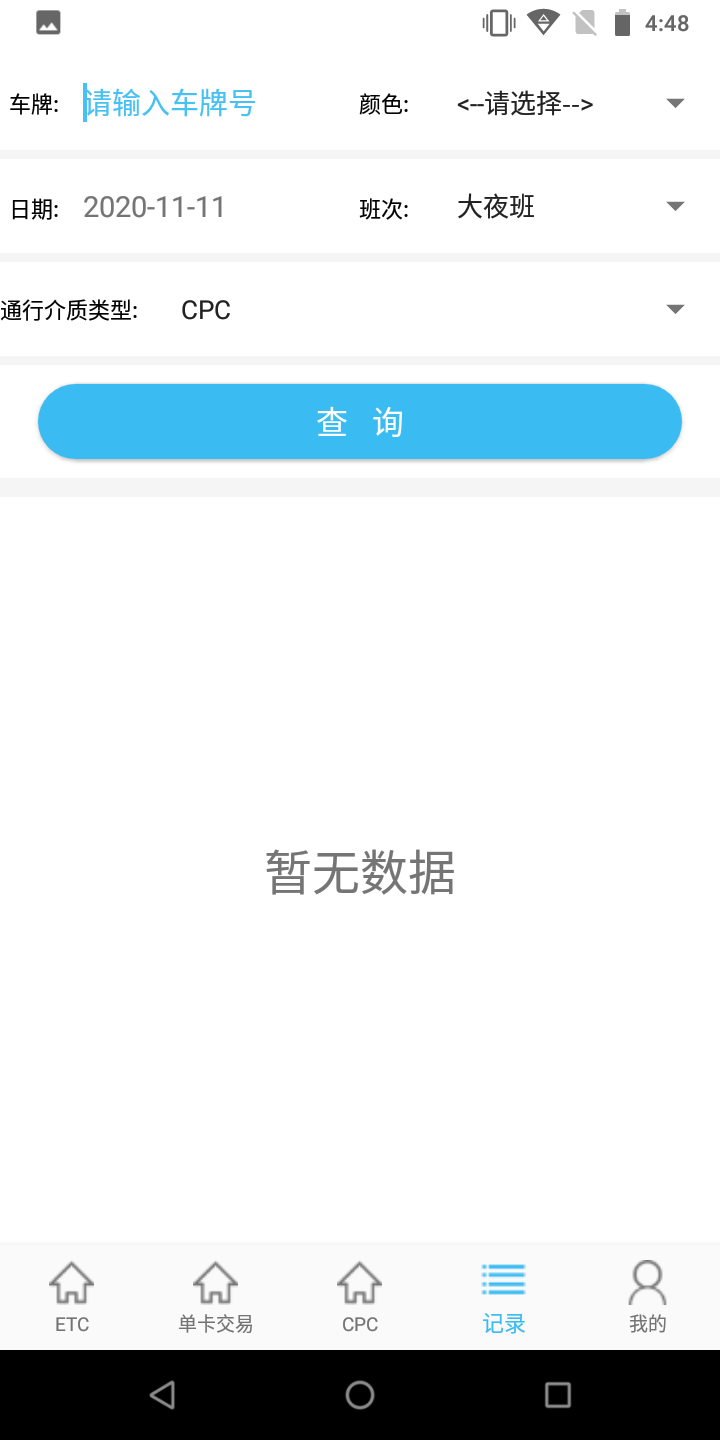 4:48
车牌: 请输入车牌号 颜色: <--请选择-->
日期: 2020-11-11 班次: 大夜班
通行介质类型: CPC
查 询
暂无数据
ETC 单卡交易 CPC 记录 我的